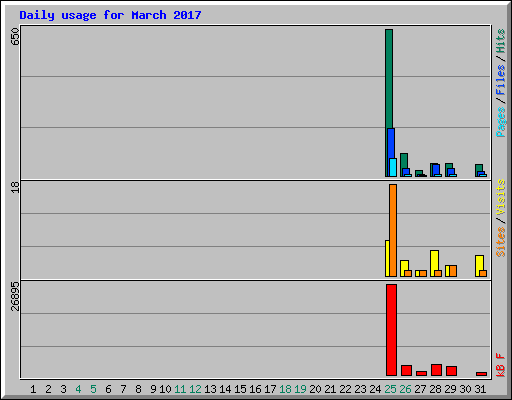 Daily usage for March 2017
650
Pages/Files/Hits
18
Sites/Visits
26895
kB F
1 2 3 4 5 6 7 8 9 10 11 12 13 14 15 16 17 18 19 20 21 22 23 24 25 26 27 28 29 30 31